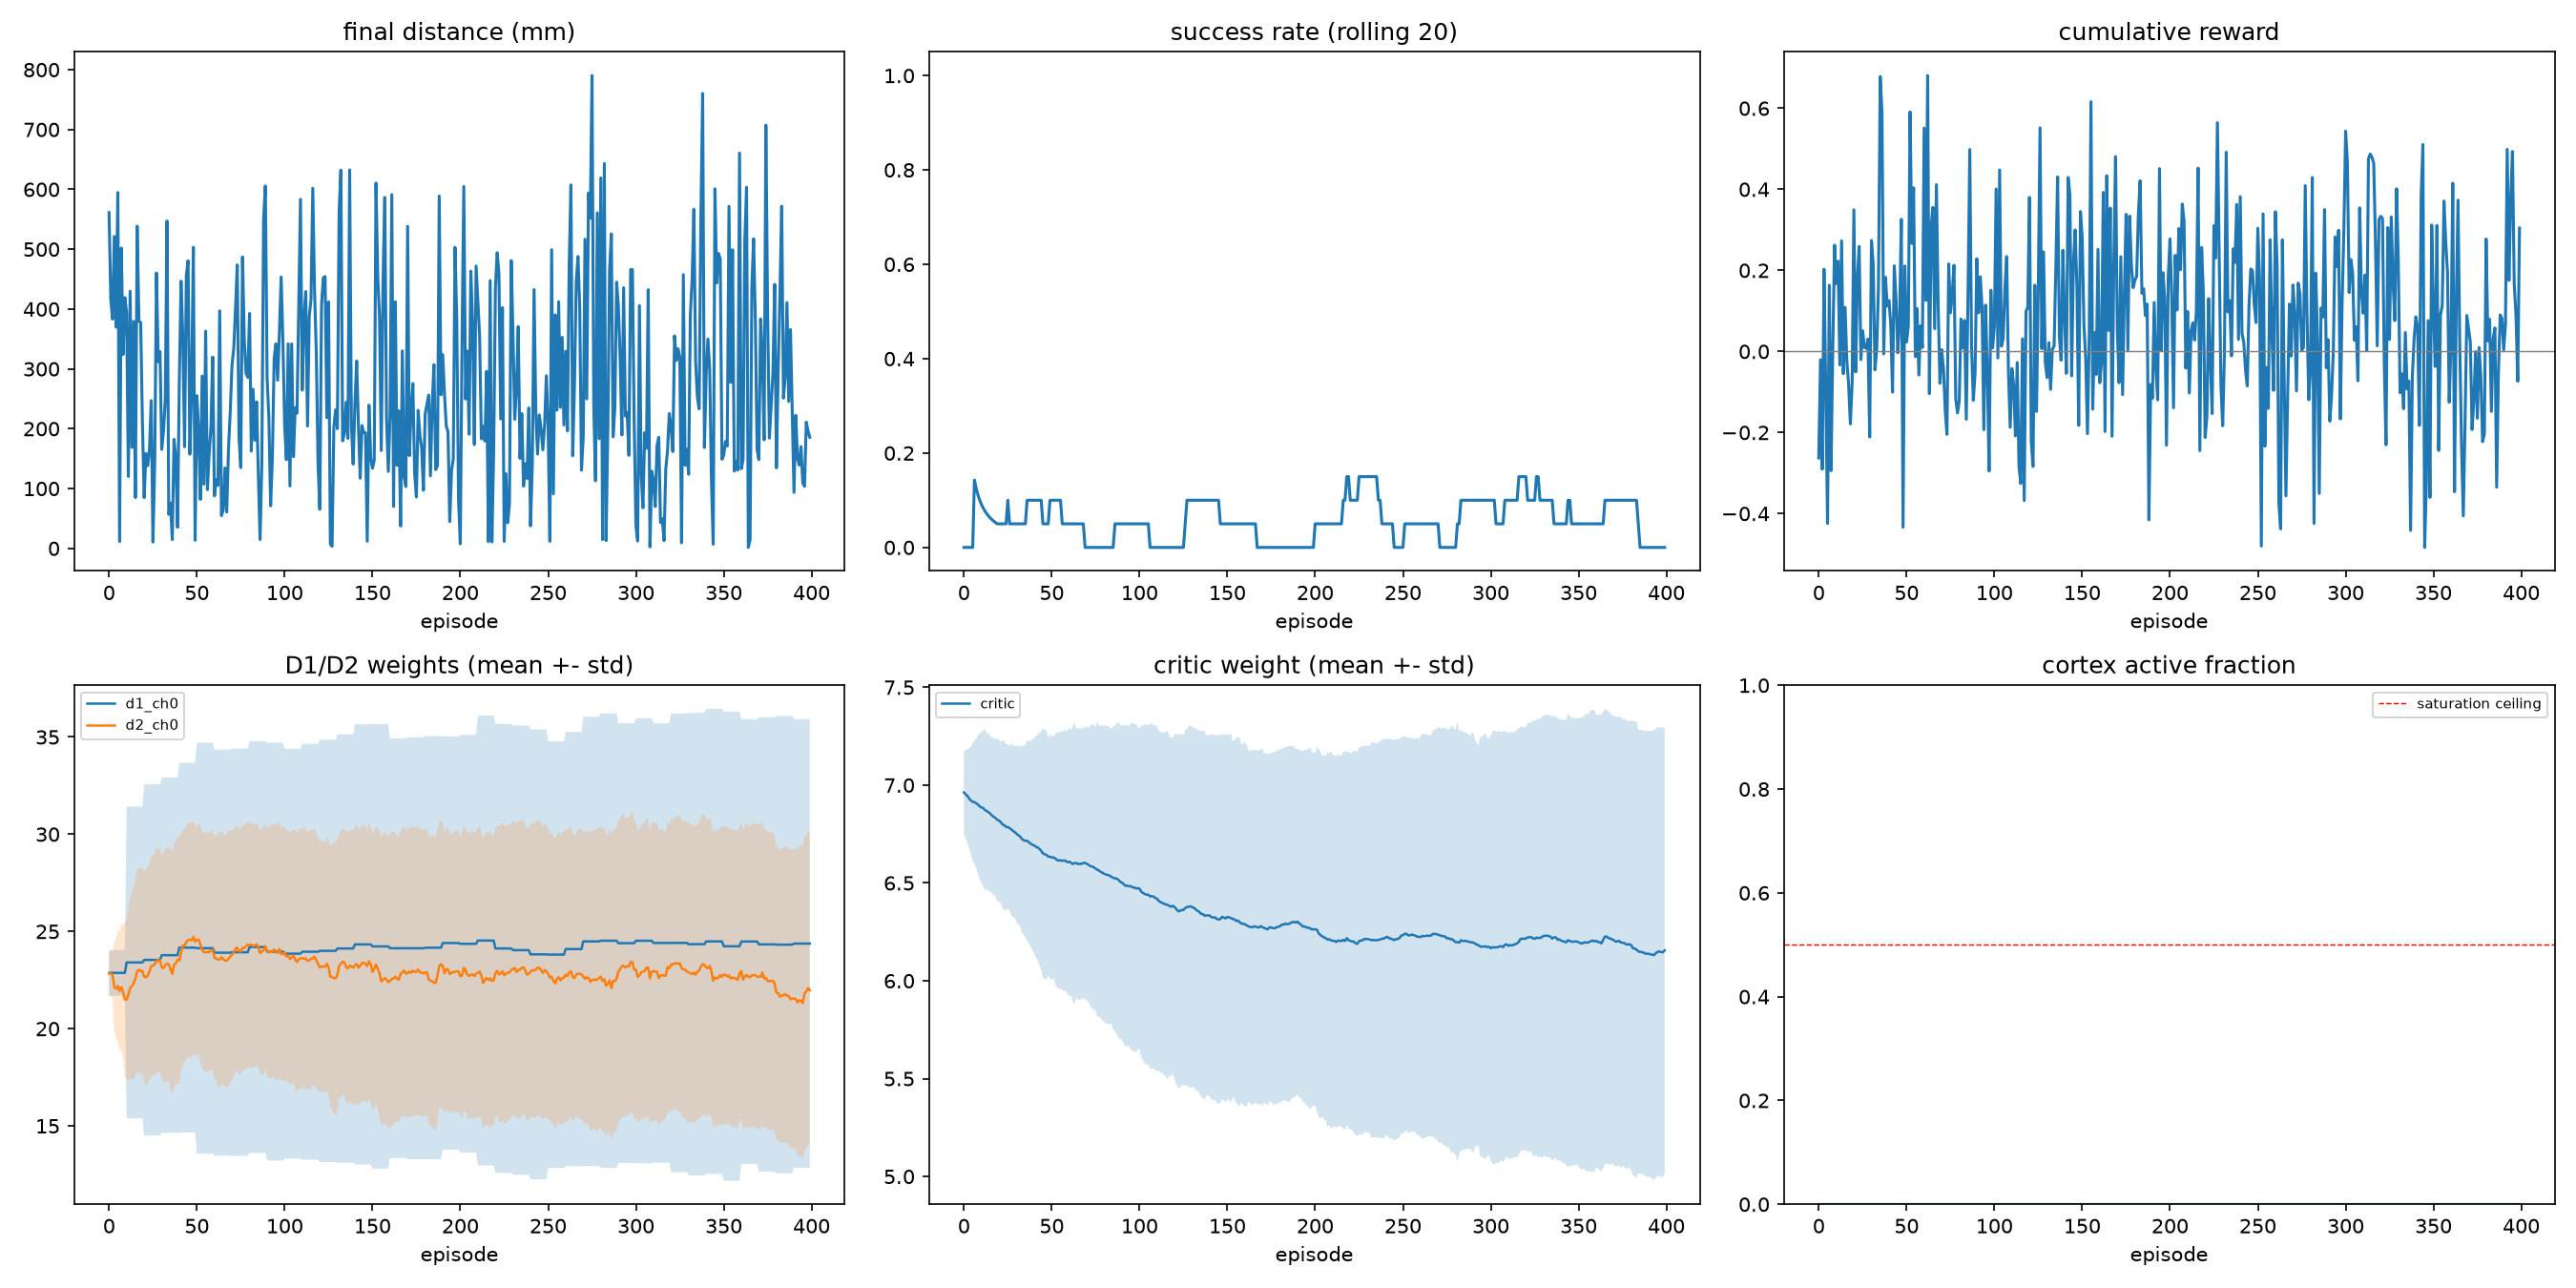 final distance (mm)
800
700
600
500
400
300
200
100
0
0 50 100 150 200 250 300 350 400
episode
success rate (rolling 20)
1.0
0.8
0.6
0.4
0.2
0.0
0 50 100 150 200 250 300 350 400
episode
cumulative reward
0.6
0.4
0.2
0.0
−0.2
−0.4
0 50 100 150 200 250 300 350 400
episode
D1/D2 weights (mean +- std)
d1_ch0
d2_ch0
35
30
25
20
15
0 50 100 150 200 250 300 350 400
episode
critic weight (mean +- std)
critic
7.5
7.0
6.5
6.0
5.5
5.0
0 50 100 150 200 250 300 350 400
episode
cortex active fraction
saturation ceiling
1.0
0.8
0.6
0.4
0.2
0.0
0 50 100 150 200 250 300 350 400
episode